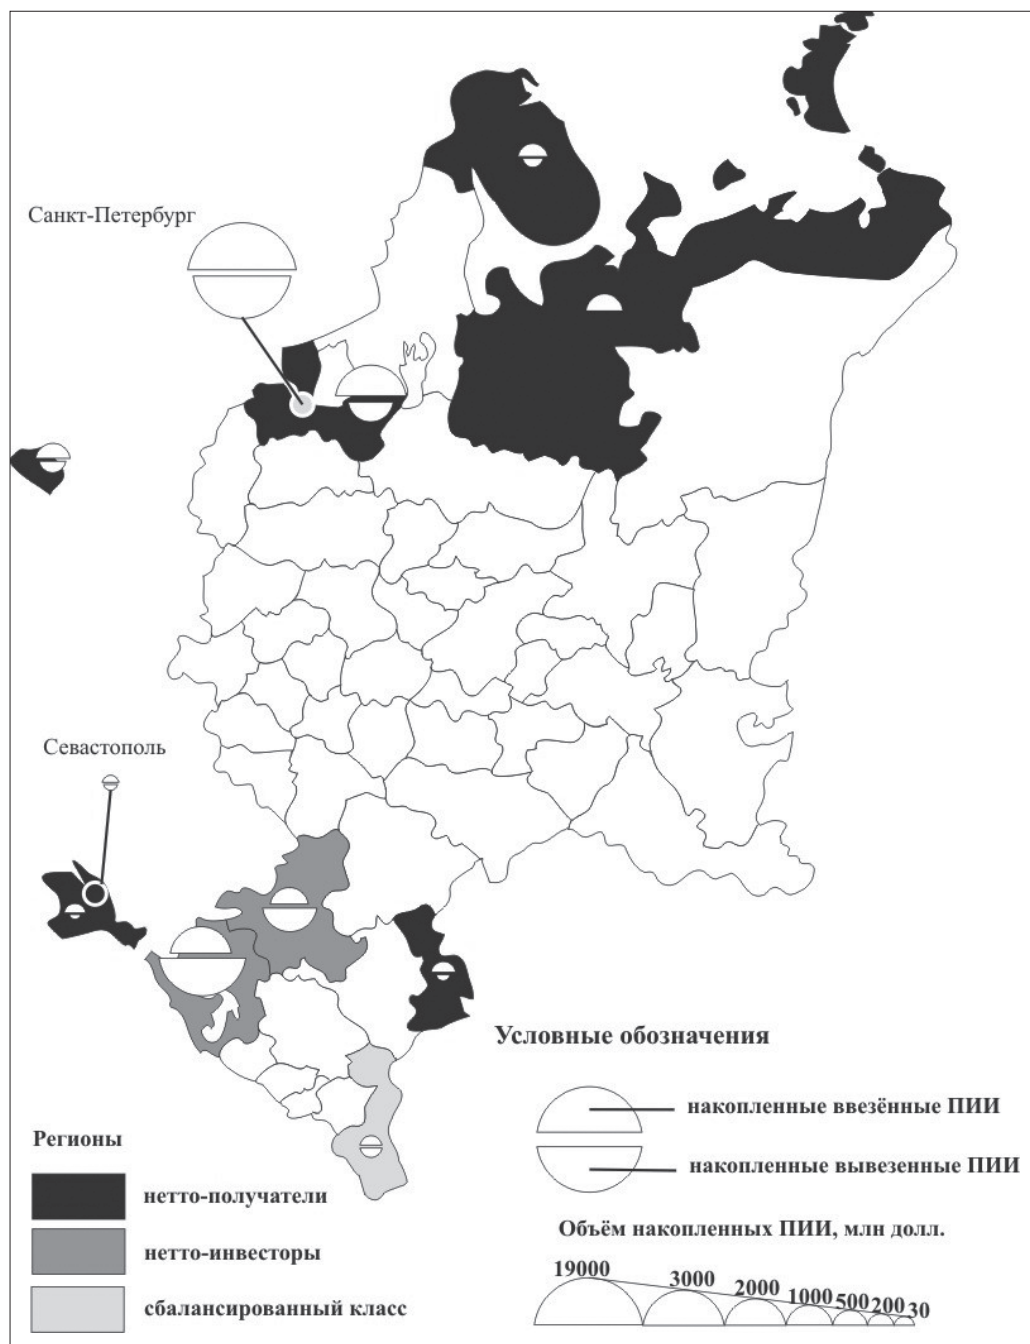 Санкт-Петербург
Севастополь
Условные обозначения
накопленные ввезённые ПИИ
накопленные вывезенные ПИИ
Регионы
нетто-получатели
нетто-инвесторы
сбалансированный класс
Объём накопленных ПИИ, млн долл.
19000 3000 2000 1000 500 200 30